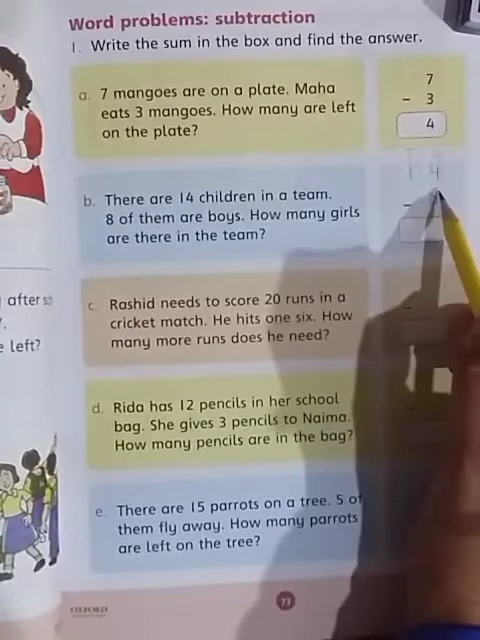 Word problems: subtraction
1. Write the sum in the box and find the answer.
a. 7 mangoes are on a plate. Maha
eats 3 mangoes. How many are left
on the plate?
7
- 3
4
b. There are 14 children in a team.
8 of them are boys. How many girls
are there in the team?
14
-
c. Rashid needs to score 20 runs in a
cricket match. He hits one six. How
many more runs does he need?
-
d. Rida has 12 pencils in her school
bag. She gives 3 pencils to Naima.
How many pencils are in the bag?
e. There are 15 parrots on a tree. 5 of
them fly away. How many parrots
are left on the tree?
after
left?
OXFORD
73